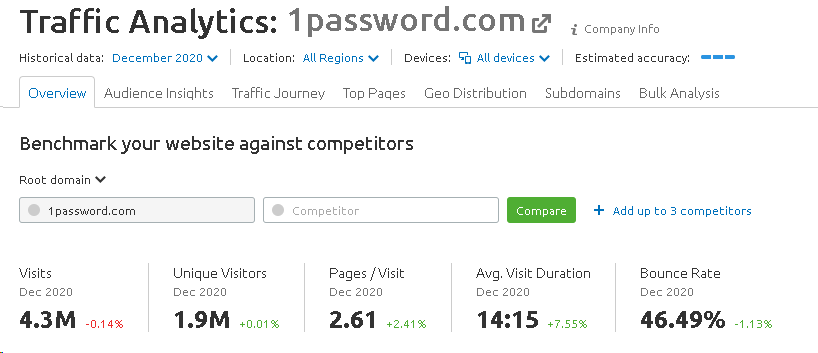 Traffic Analytics: 1password.com Company Info
Historical data: December 2020 Location: All Regions Devices: All devices Estimated accuracy:
Overview Audience Insights Traffic Journey Top Pages Geo Distribution Subdomains Bulk Analysis
Benchmark your website against competitors
Root domain
1password.com Competitor Compare + Add up to 3 competitors
Visits Unique Visitors Pages / Visit Avg. Visit Duration Bounce Rate
Dec 2020 Dec 2020 Dec 2020 Dec 2020 Dec 2020
4.3M -0.14% 1.9M +0.01% 2.61 +2.41% 14:15 +7.55% 46.49% -1.13%